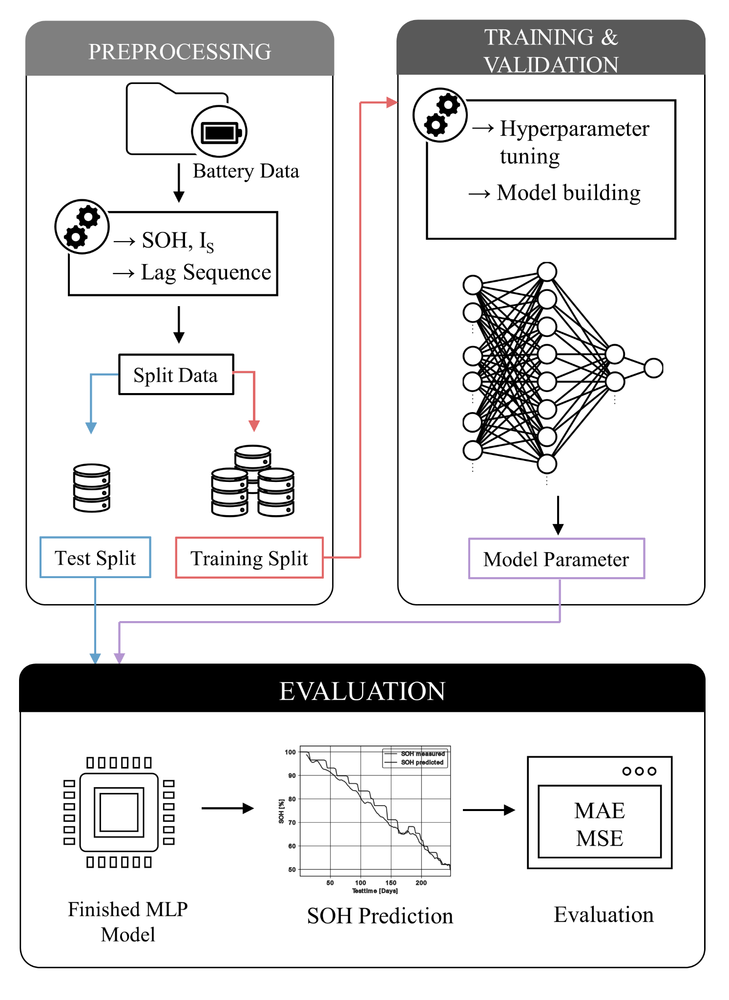 PREPROCESSING
Battery Data
→ SOH, I_S
→ Lag Sequence
Split Data
Test Split
Training Split
TRAINING &
VALIDATION
→ Hyperparameter
tuning
→ Model building
Model Parameter
EVALUATION
Finished MLP
Model
SOH measured
SOH predicted
100
90
80
70
60
50
SOH [%]
50 100 150 200
Testtime [Days]
SOH Prediction
MAE
MSE
Evaluation